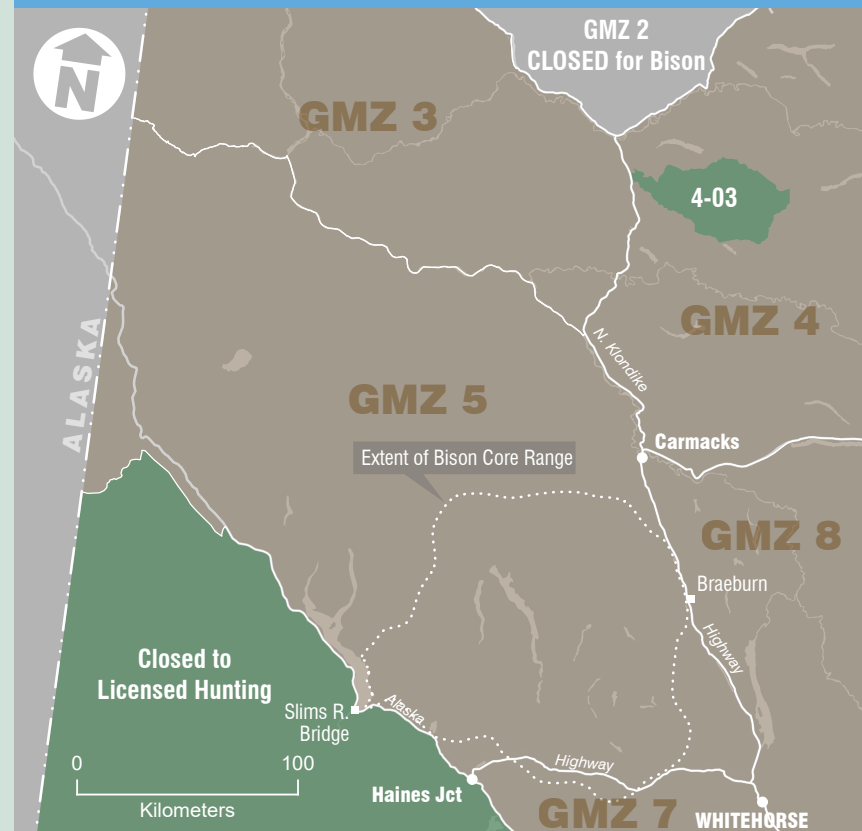 N
GMZ 2
CLOSED for Bison
GMZ 3
4-03
GMZ 4
ALASKA
N. Klondike
GMZ 5
Carmacks
Extent of Bison Core Range
GMZ 8
Braeburn
Highway
Closed to
Licensed Hunting
Slims R.
Bridge
Alaska
Highway
0 100
Kilometers
Haines Jct
GMZ 7
WHITEHORSE